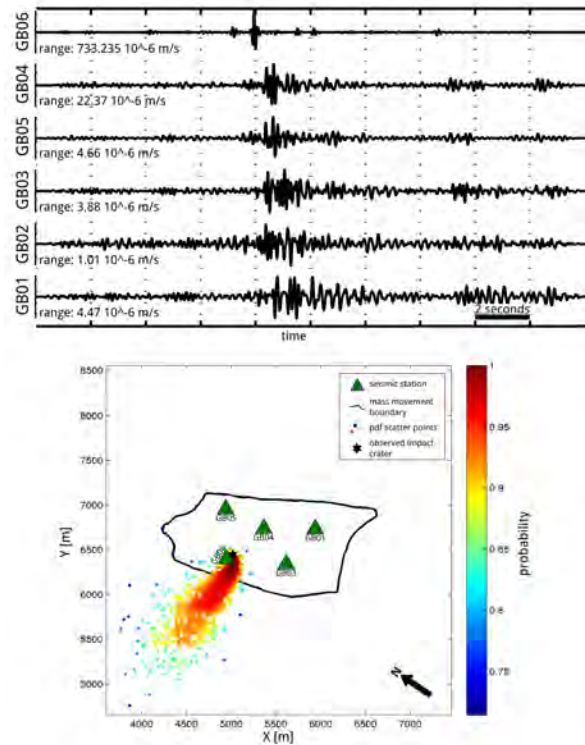 GB06
range: 733.235 10^-6 m/s
GB04
range: 22.37 10^-6 m/s
GB05
range: 4.66 10^-6 m/s
GB03
range: 3.88 10^-6 m/s
GB02
range: 1.01 10^-6 m/s
GB01
range: 4.47 10^-6 m/s
2 seconds
time
8500
8000
7500
7000
6500
6000
5500
5000
Y [m]
4000
4500
5000
5500
6000
6500
7000
X [m]
seismic station
mass movement
boundary
pdf scatter points
observed impact
crater
GB04
N
1
0.95
0.9
0.85
0.8
0.75
probability